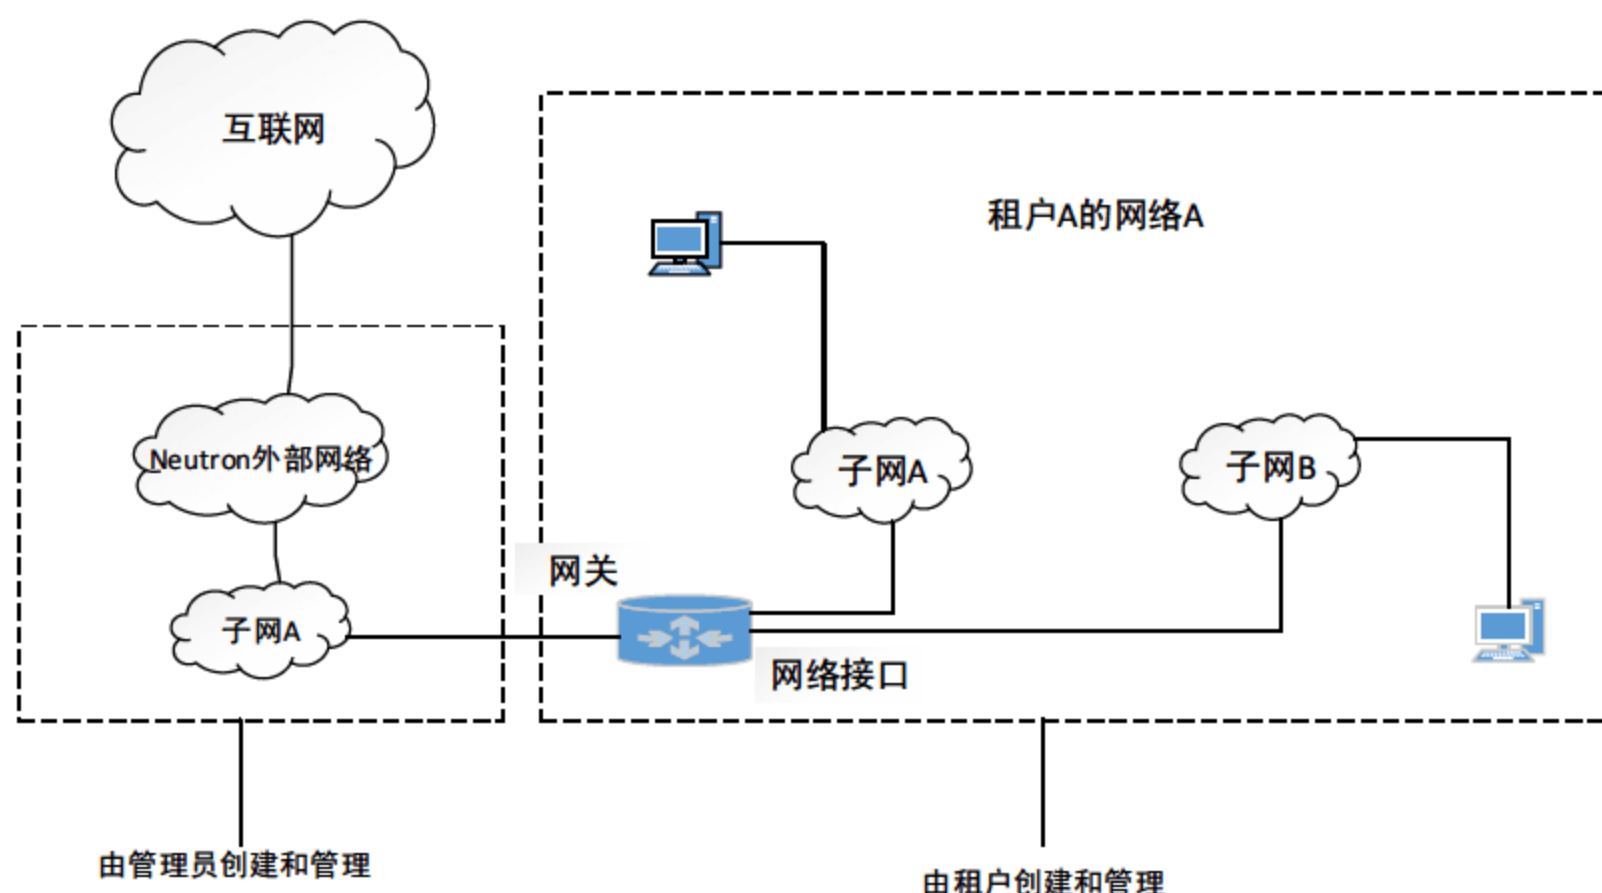 互联网
租户A的网络A
Neutron外部网络
子网A
子网B
网关
子网A
网络接口
由管理员创建和管理
由租户创建和管理